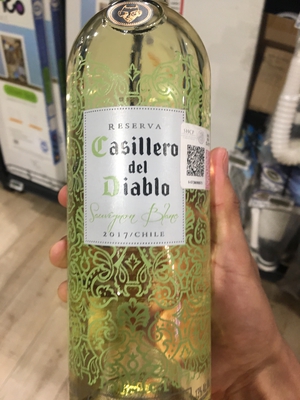 RESERVA
Casillero
del
Diablo
Sauvignon Blanc
2017/CHILE